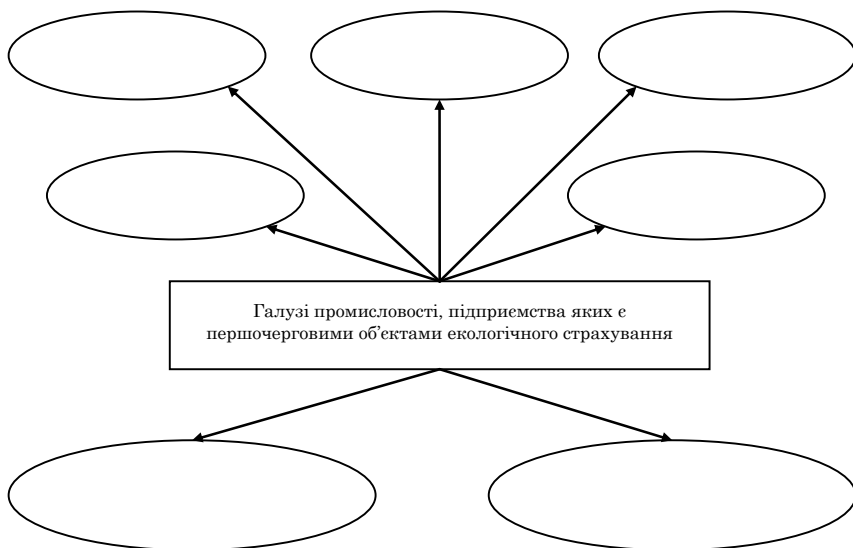 Галузі промисловості, підприємства яких є
першочерговими об’єктами екологічного страхування